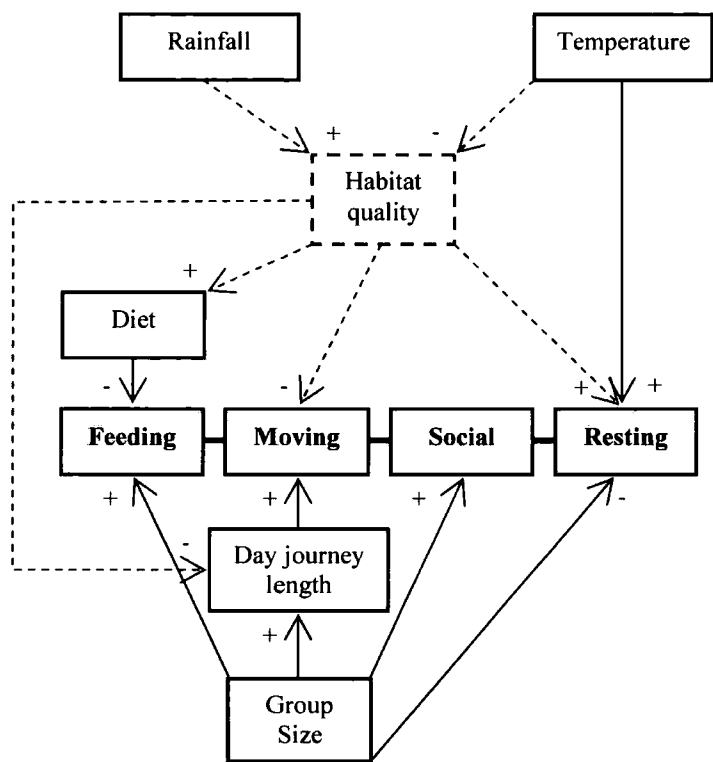 Rainfall
Temperature
+
-
Habitat
quality
+
Diet
-
-
+
+
Feeding
Moving
Social
Resting
+
+
+
-
-
Day journey
length
+
Group
Size